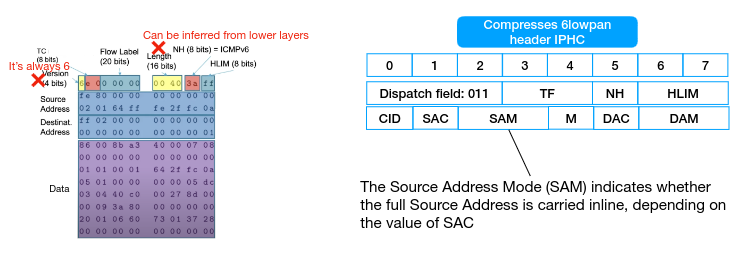 Can be inferred from lower layers
TC
(8 bits)
Flow Label
(20 bits)
Length
(16 bits)
NH (8 bits) = ICMPv6
HLIM (8 bits)
It's always 6
Version
(4 bits)
6e 00 00 00 00 40 3a ff
Source
Address
fe 80 00 00 00 00 00 00
02 01 64 ff fe 2f fc 0a
Destinat.
Address
ff 02 00 00 00 00 00 00
00 00 00 00 00 00 00 01
Data
86 00 8b a3 40 00 07 08
00 00 00 00 00 00 00 00
01 01 00 01 64 2f fc 0a
05 01 00 00 00 00 05 dc
03 04 40 c0 00 27 8d 00
00 09 3a 80 00 00 00 00
20 01 06 60 73 01 37 28
00 00 00 00 00 00 00 00
Compresses 6lowpan
header IPHC
0 1 2 3 4 5 6 7
Dispatch field: 011 TF NH HLIM
CID SAC SAM M DAC DAM
The Source Address Mode (SAM) indicates whether
the full Source Address is carried inline, depending on
the value of SAC